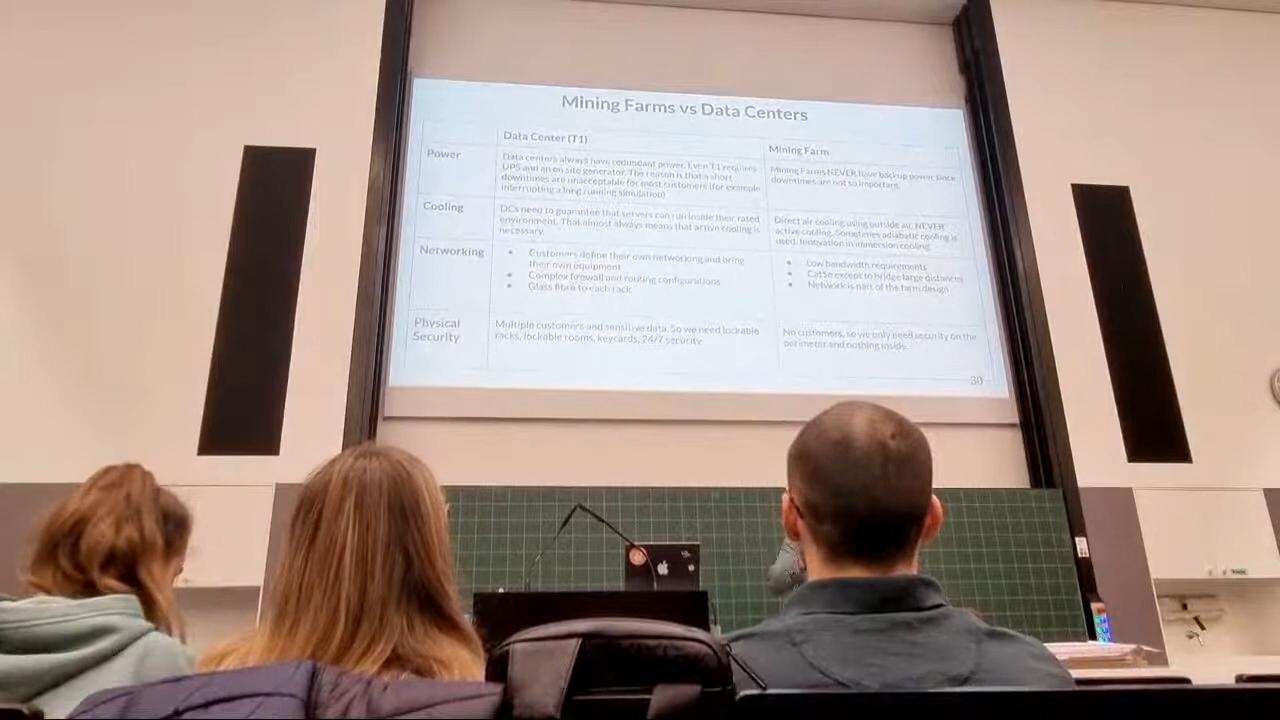 Mining Farms vs Data Centers
Data Center (T1)
Mining Farm
Power
Data centers always have redundant power. Even T1 requires
UPS and an on site generator. The reason is that a short
downtimes are unacceptable for most customers (for example
interrupting a long running simulation)
Mining Farms NEVER have backup power, since
downtimes are not so important.
Cooling
DCs need to guarantee that servers can run inside their rated
environment. That almost always means that active cooling is
necessary.
Direct air cooling using outside air, NEVER
active cooling. Sometimes adiabatic cooling is
used. Innovation in immersion cooling.
Networking
Customers define their own networking and bring
their own equipment
Complex firewall and routing configurations
Glass fibre to each rack
Low bandwidth requirements
Cat5e except to bridge large distances
Network is part of the farm design
Physical
Security
Multiple customers and sensitive data. So we need lockable
racks, lockable rooms, keycards, 24/7 security
No customers, so we only need security on the
perimeter and nothing inside.
30